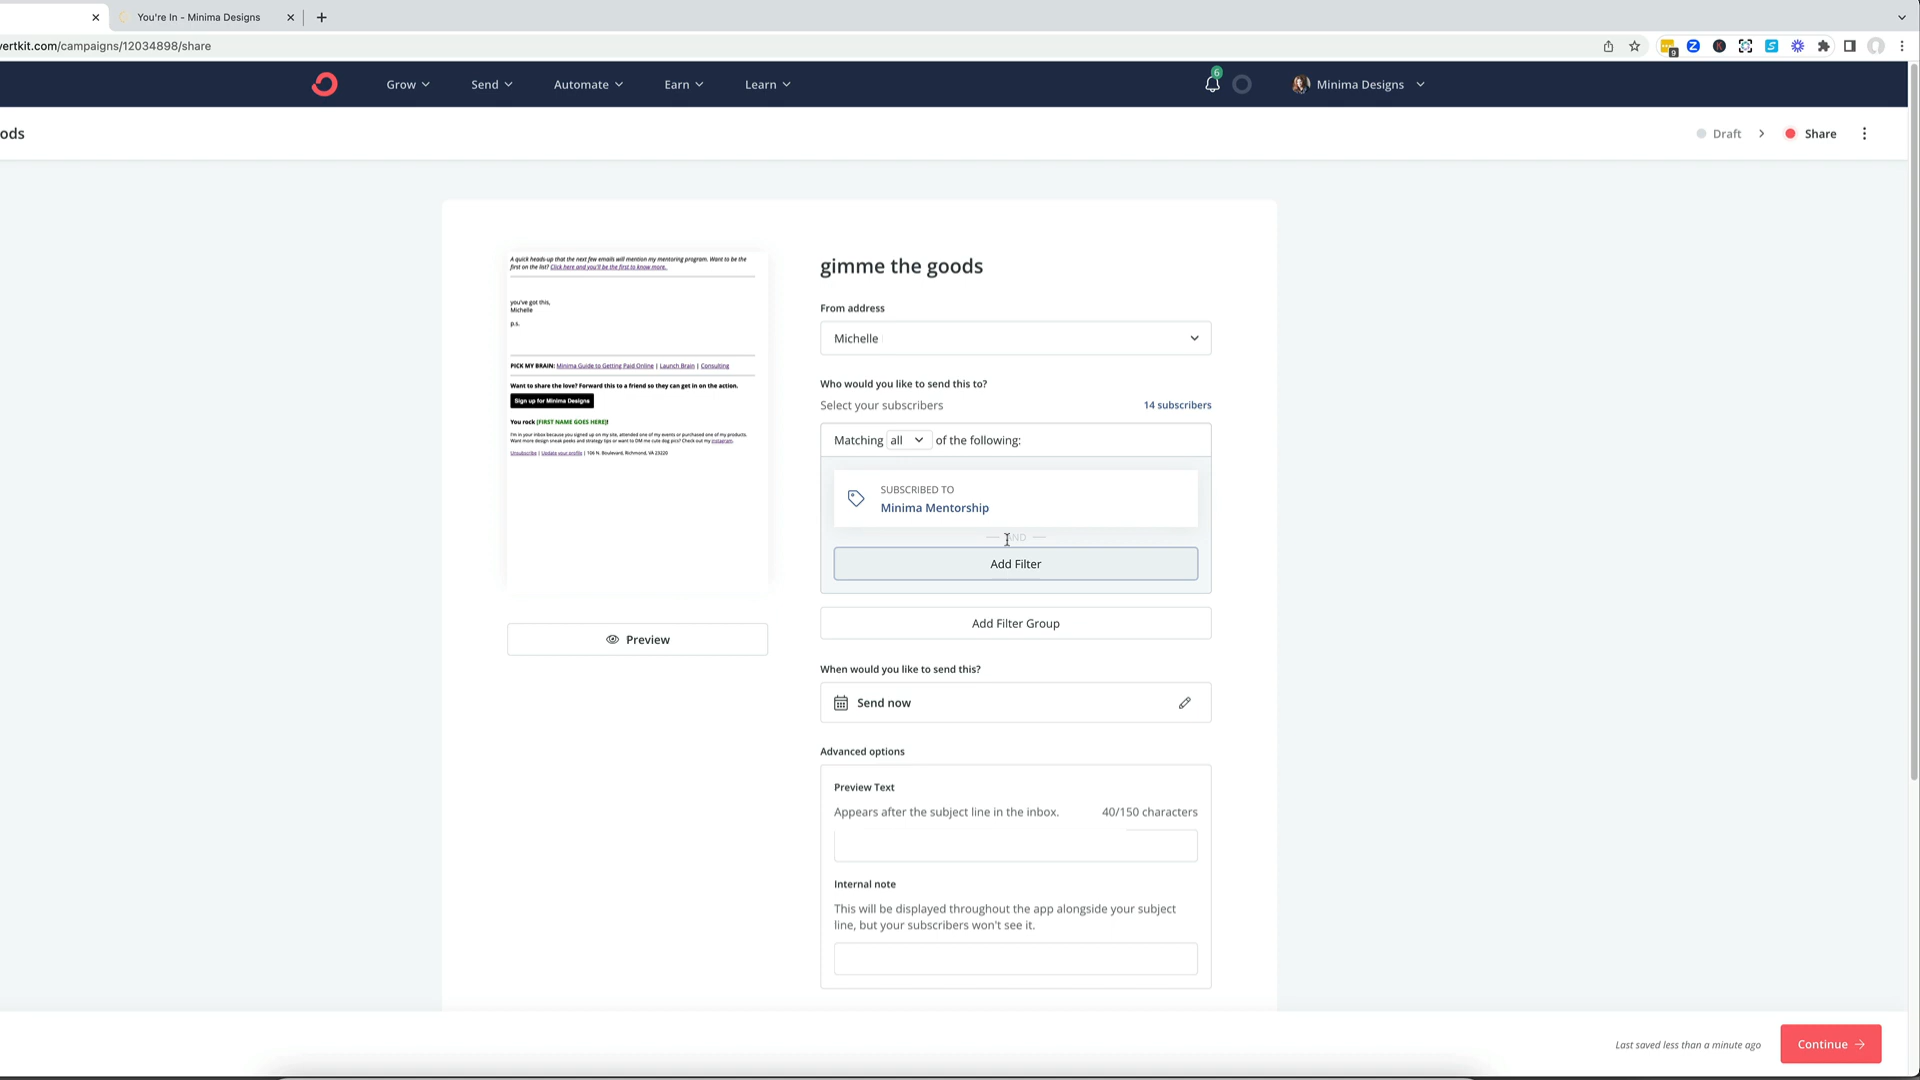 You're In - Minima Designs
vertkit.com/campaigns/12034898/share
9
Grow
Send
Automate
Earn
Learn
6
Minima Designs
ods
Draft
Share
A quick heads-up that the next few emails will mention my mentoring program. Want to be the
first on the list? Click here and you'll be the first to know more.
you've got this,
Michelle
p.s.
PICK MY BRAIN: Minima Guide to Getting Paid Online | Launch Brain | Consulting
Want to share the love? Forward this to a friend so they can get in on the action.
Sign up for Minima Designs
You rock [FIRST NAME GOES HERE]!
I'm in your inbox because you signed up on my site, attended one of my events or purchased one of my products.
Want more design sneak peeks and strategy tips or want to DM me cute dog pics? Check out my instagram.
Unsubscribe | Update your profile | 106 N. Boulevard, Richmond, VA 23220
Preview
gimme the goods
From address
Michelle
Who would you like to send this to?
Select your subscribers
14 subscribers
Matching all of the following:
SUBSCRIBED TO
Minima Mentorship
AND
Add Filter
Add Filter Group
When would you like to send this?
Send now
Advanced options
Preview Text
Appears after the subject line in the inbox.
40/150 characters
Internal note
This will be displayed throughout the app alongside your subject
line, but your subscribers won't see it.
Last saved less than a minute ago
Continue